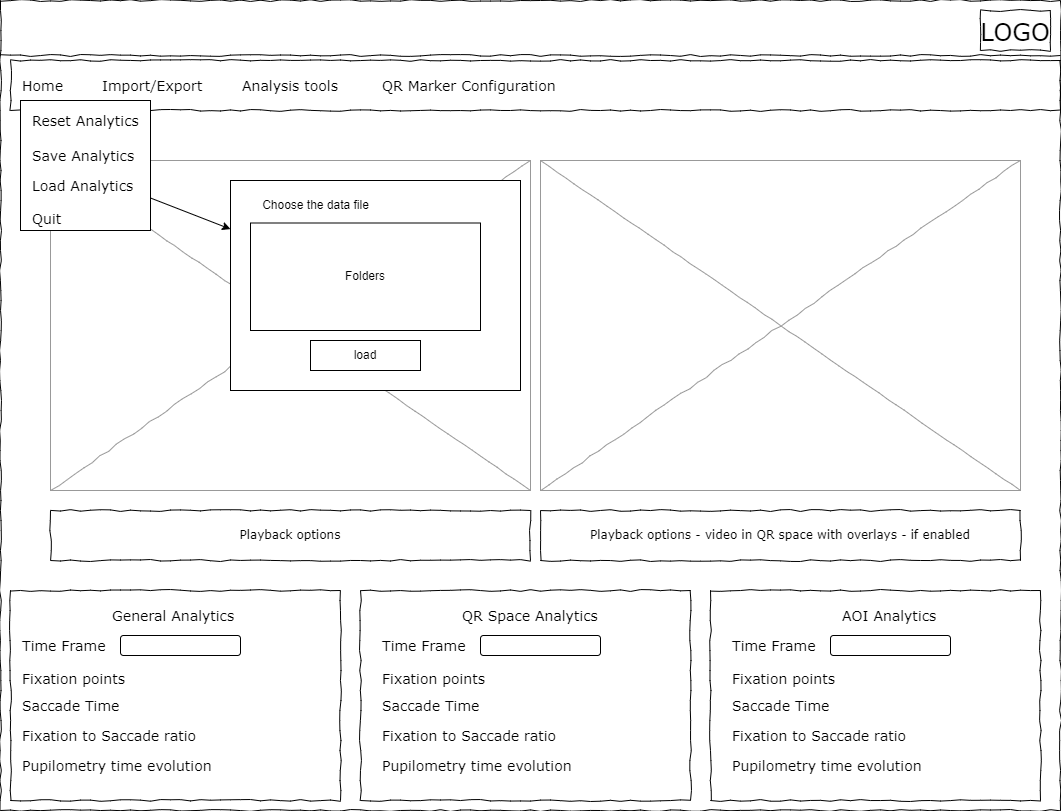 LOGO
Home
Import/Export
Analysis tools
QR Marker Configuration
Reset Analytics
Save Analytics
Load Analytics
Quit
Choose the data file
Folders
load
Playback options
Playback options - video in QR space with overlays - if enabled
General Analytics
Time Frame
Fixation points
Saccade Time
Fixation to Saccade ratio
Pupilometry time evolution
QR Space Analytics
Time Frame
Fixation points
Saccade Time
Fixation to Saccade ratio
Pupilometry time evolution
AOI Analytics
Time Frame
Fixation points
Saccade Time
Fixation to Saccade ratio
Pupilometry time evolution